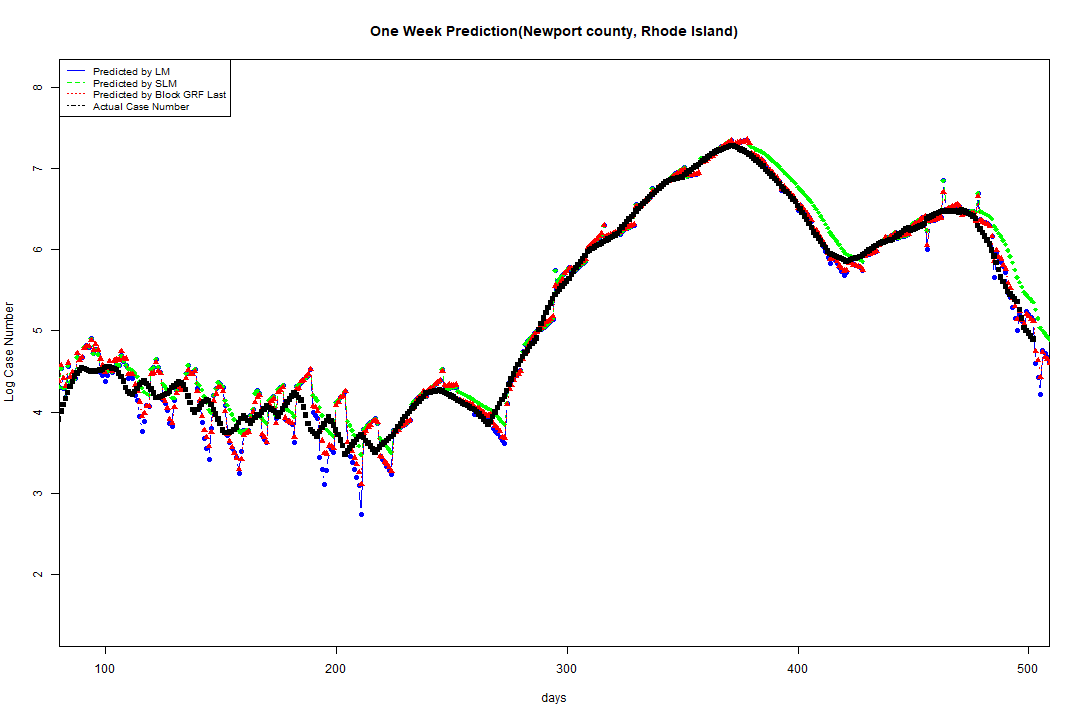 One Week Prediction(Newport county, Rhode Island)
Predicted by LM
Predicted by SLM
Predicted by Block GRF Last
Actual Case Number
8
7
6
5
4
3
2
Log Case Number
100 200 300 400 500
days